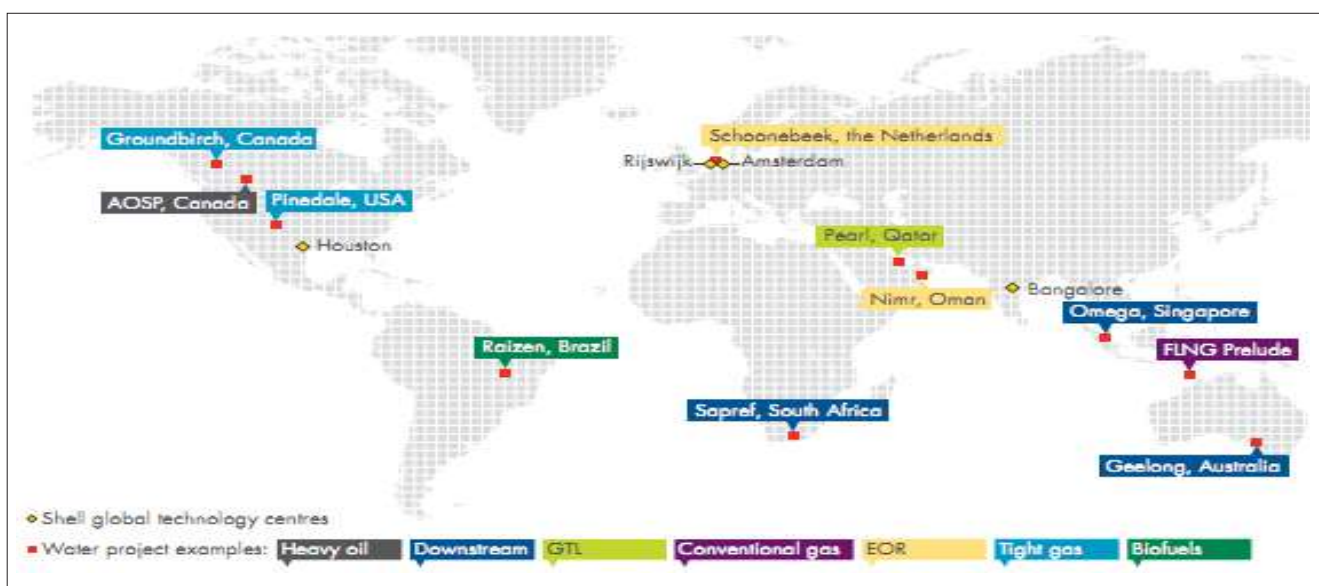 Groundbirch, Canada
AOSP, Canada
Pinedale, USA
Houston
Schoonebeek, the Netherlands
Rijswijk
Amsterdam
Pearl, Qatar
Nimr, Oman
Bangalore
Omega, Singapore
Raizen, Brazil
FLNG Prelude
Sapref, South Africa
Geelong, Australia
Shell global technology centres
Water project examples: Heavy oil Downstream GTL Conventional gas EOR Tight gas Biofuels